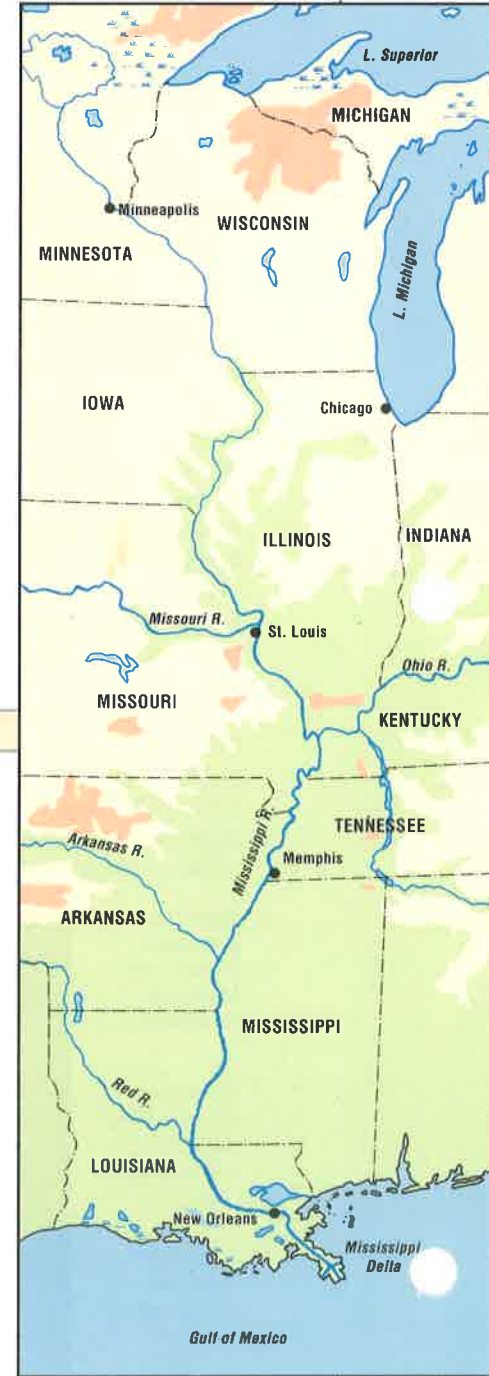 L. Superior
MICHIGAN
Minneapolis
WISCONSIN
MINNESOTA
L. Michigan
IOWA
Chicago
ILLINOIS
INDIANA
Missouri R.
St. Louis
Ohio R.
MISSOURI
KENTUCKY
Mississippi R.
TENNESSEE
Arkansas R.
Memphis
ARKANSAS
MISSISSIPPI
Red R.
LOUISIANA
New Orleans
Mississippi
Delta
Gulf of Mexico